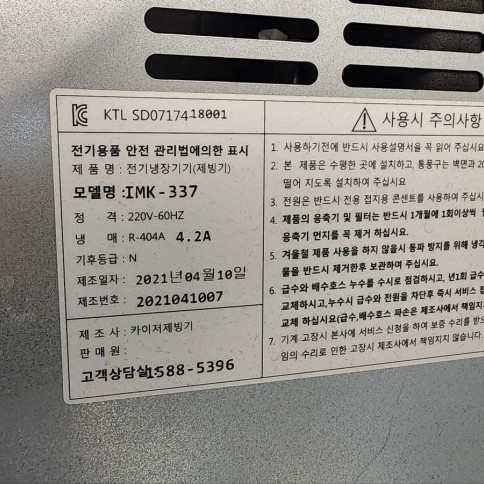 KTL SD07174-18001
전기용품 안전 관리법에의한 표시
제 품 명 : 전기냉장기기(제빙기)
모델명 :IMK-337
정 격 : 220V-60HZ
냉 매 : R-404A 4.2A
기후등급 : N
제조일자 : 2021년04월10일
제조번호 : 2021041007
제 조 사 : 카이저제빙기
판 매 원 :
고객상담실 : 1588-5396
사용시 주의사항
1. 사용하기전에 반드시 사용설명서을 꼭 읽어 주십시오
2. 본 제품은 수평한 곳에 설치하고, 통풍구는 벽면과 20
떨어 지도록 설치하여 주십시요
3. 전원은 반드시 전용 접지용 콘센트를 사용하여 주십시
4. 제품의 응축기 및 필터는 반드시 1개월에 1회이상씩
응축기 먼지를 꼭 제거 하십시요.
5. 겨울철 제품 사용을 하지 않을시 동파 방지를 위해 냉각
물을 반드시 제거한후 보관하여 주십시요.
6. 급수와 배수호스 누수를 수시로 점검하시고, 년1회 급수
교체하시고,누수시 급수와 전원을 차단후 즉시 서비스 접
교체 하십시요(급수,배수호스 파손은 제조사에서 책임지지
7. 기계 고장시 본사에 서비스 신청을 하여 보증 수리를 받으
임의 수리로 인한 고장시 제조사에서 책임지지 않습니다.